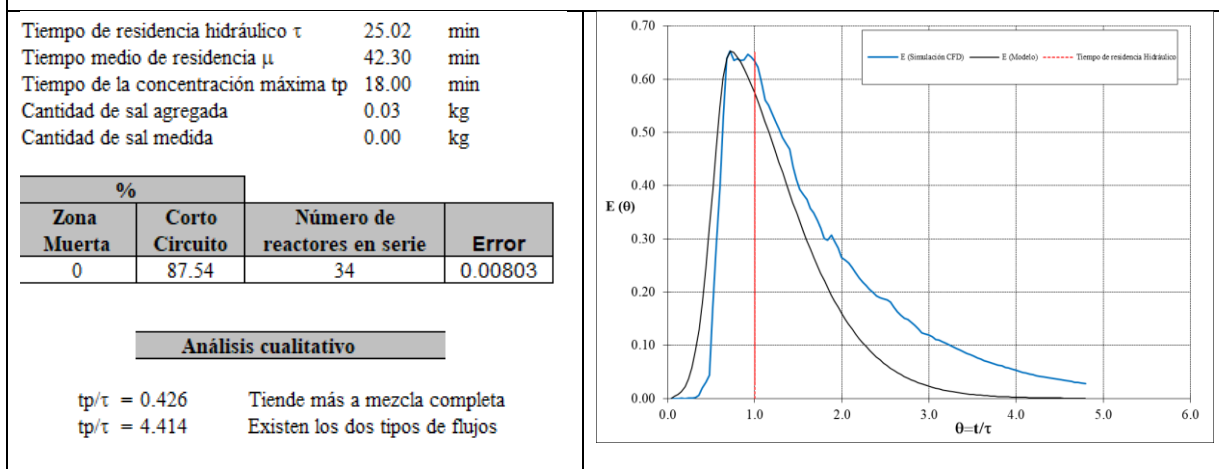 Tiempo de residencia hidráulico τ 25.02 min
Tiempo medio de residencia μ 42.30 min
Tiempo de la concentración máxima tp 18.00 min
Cantidad de sal agregada 0.03 kg
Cantidad de sal medida 0.00 kg
%
Zona Muerta Corto Circuito Número de reactores en serie Error
0 87.54 34 0.00803
Análisis cualitativo
tp/τ = 0.426 Tiende más a mezcla completa
tp/τ = 4.414 Existen los dos tipos de flujos
E (Simulación CFD) E (Modelo) Tiempo de residencia Hidráulico
0.70
0.60
0.50
0.40
E (θ)
0.30
0.20
0.10
0.00
0.0 1.0 2.0 3.0 4.0 5.0 6.0
θ=t/τ